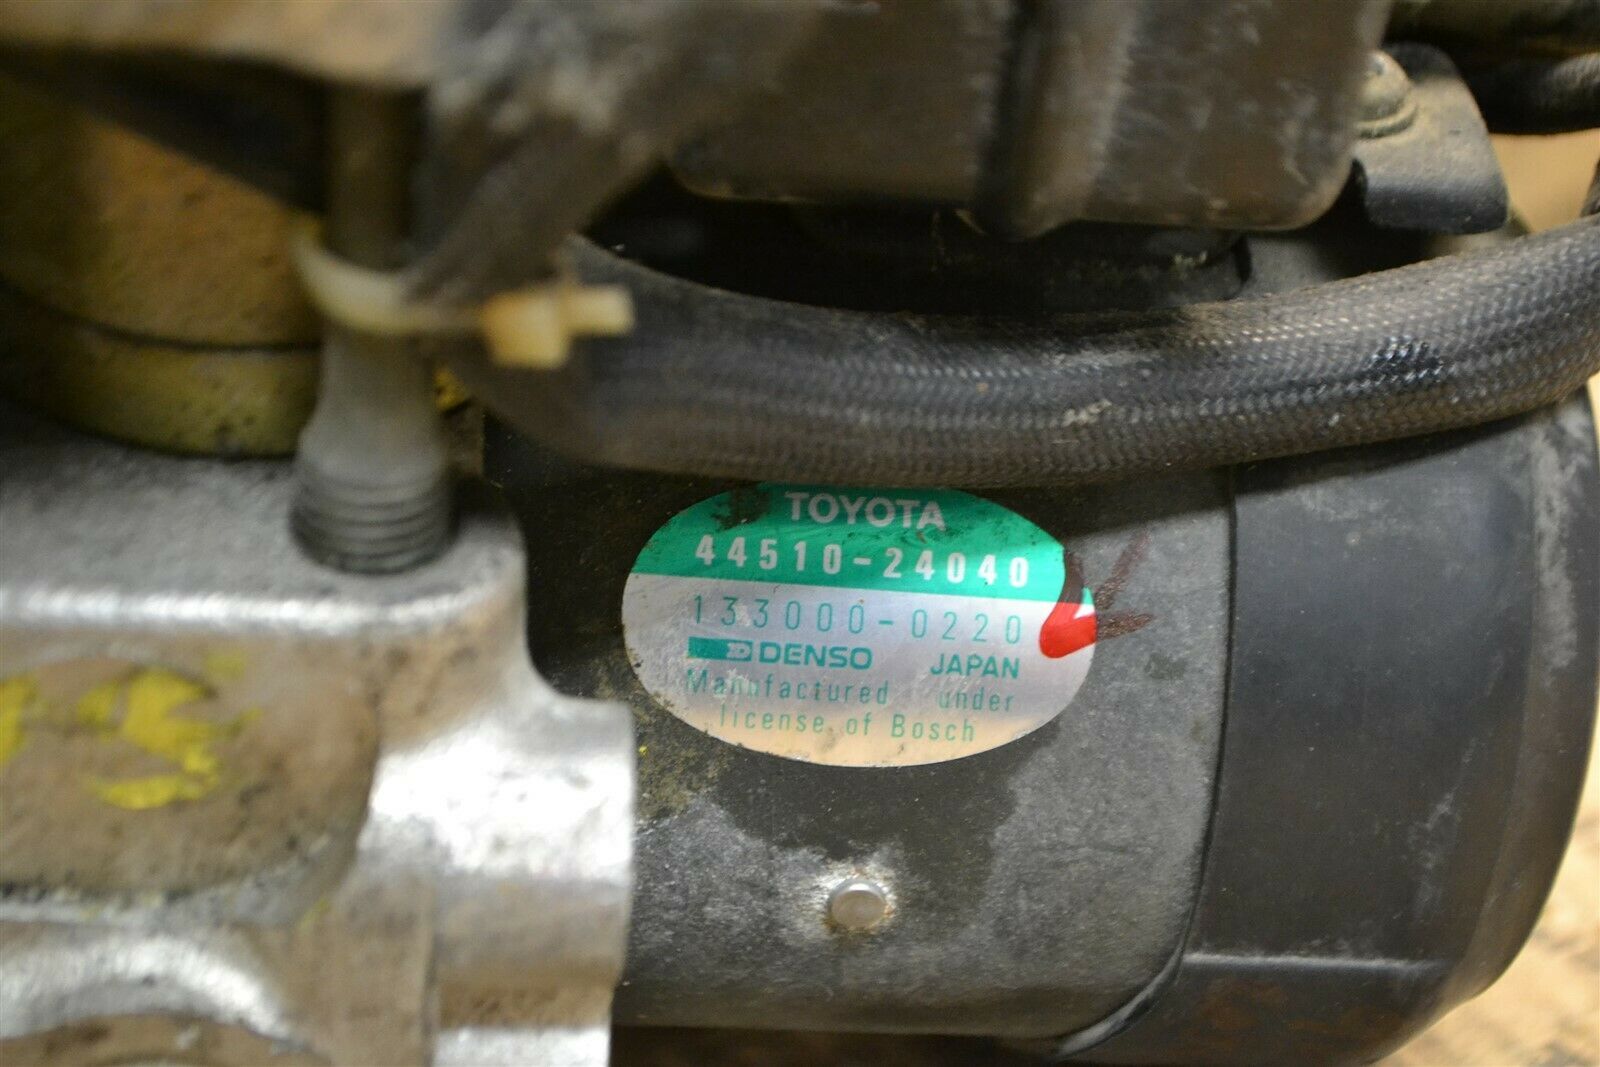 TOYOTA
44510-24040
133000-0220
DENSO JAPAN
Manufactured under
license of Bosch